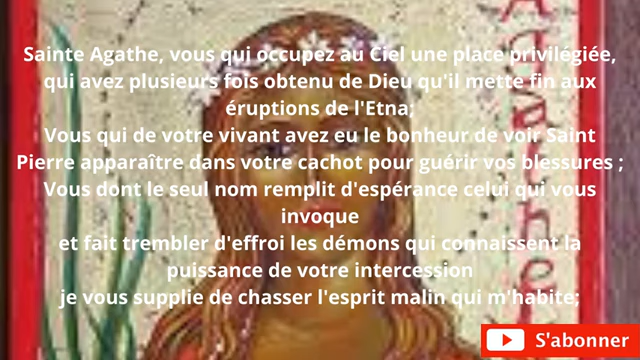 Sainte Agathe, vous qui occupez au Ciel une place privilégiée,
qui avez plusieurs fois obtenu de Dieu qu'il mette fin aux
éruptions de l'Etna;
Vous qui de votre vivant avez eu le bonheur de voir Saint
Pierre apparaître dans votre cachot pour guérir vos blessures ;
Vous dont le seul nom remplit d'espérance celui qui vous
invoque
et fait trembler d'effroi les démons qui connaissent la
puissance de votre intercession
je vous supplie de chasser l'esprit malin qui m'habite;
S'abonner